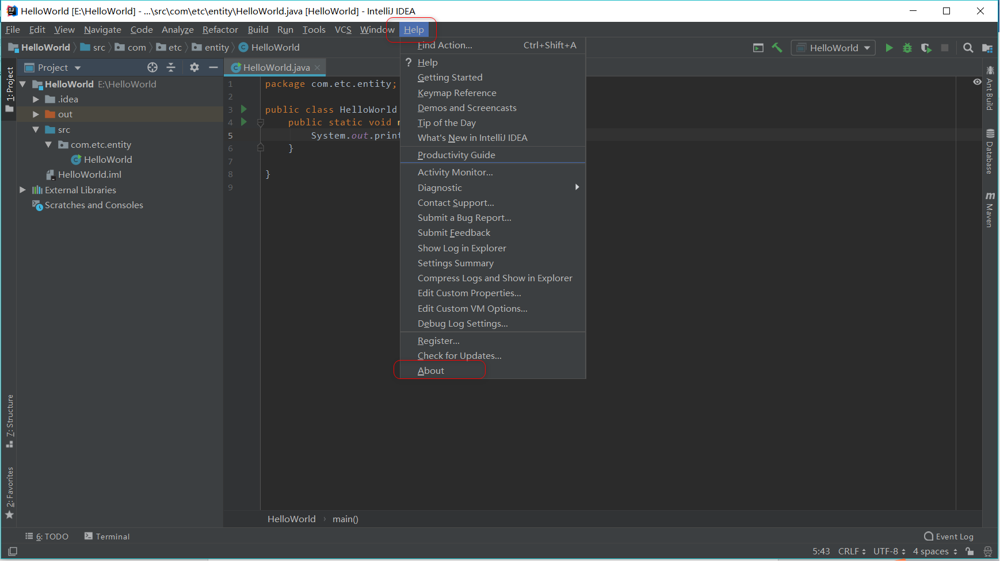 HelloWorld [E:\HelloWorld] - ...\src\com\etc\entity\HelloWorld.java [HelloWorld] - IntelliJ IDEA
File Edit View Navigate Code Analyze Refactor Build Run Tools VCS Window Help
HelloWorld src com etc entity HelloWorld
HelloWorld
Project
HelloWorld.java
1: Project
7: Structure
2: Favorites
HelloWorld E:\HelloWorld
.idea
out
src
com.etc.entity
HelloWorld
HelloWorld.iml
External Libraries
Scratches and Consoles
1 package com.etc.entity;
2
3 public class HelloWorld
4 public static void
5 System.out.print
6 }
7
8 }
9
Find Action... Ctrl+Shift+A
? Help
Getting Started
Keymap Reference
Demos and Screencasts
Tip of the Day
What's New in IntelliJ IDEA
Productivity Guide
Activity Monitor...
Diagnostic
Contact Support...
Submit a Bug Report...
Submit Feedback
Show Log in Explorer
Settings Summary
Compress Logs and Show in Explorer
Edit Custom Properties...
Edit Custom VM Options...
Debug Log Settings...
Register...
Check for Updates...
About
Ant Build
Database
m Maven
HelloWorld › main()
6: TODO Terminal
Event Log
5:43 CRLF UTF-8 4 spaces